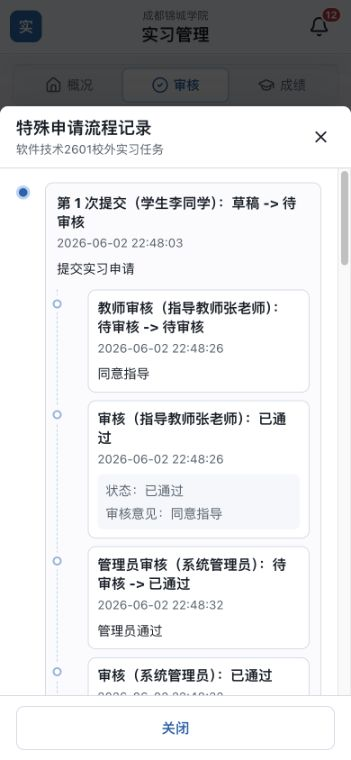 成都锦城学院
实
实习管理
12
概况
审核
成绩
特殊申请流程记录
软件技术2601校外实习任务
第 1 次提交（学生李同学）：草稿 -> 待
审核
2026-06-02 22:48:03
提交实习申请
教师审核（指导教师张老师）：
待审核 -> 待审核
2026-06-02 22:48:26
同意指导
审核（指导教师张老师）：已通
过
2026-06-02 22:48:26
状态：已通过
审核意见：同意指导
管理员审核（系统管理员）：待
审核 -> 已通过
2026-06-02 22:48:32
管理员通过
审核（系统管理员）：已通过
关闭